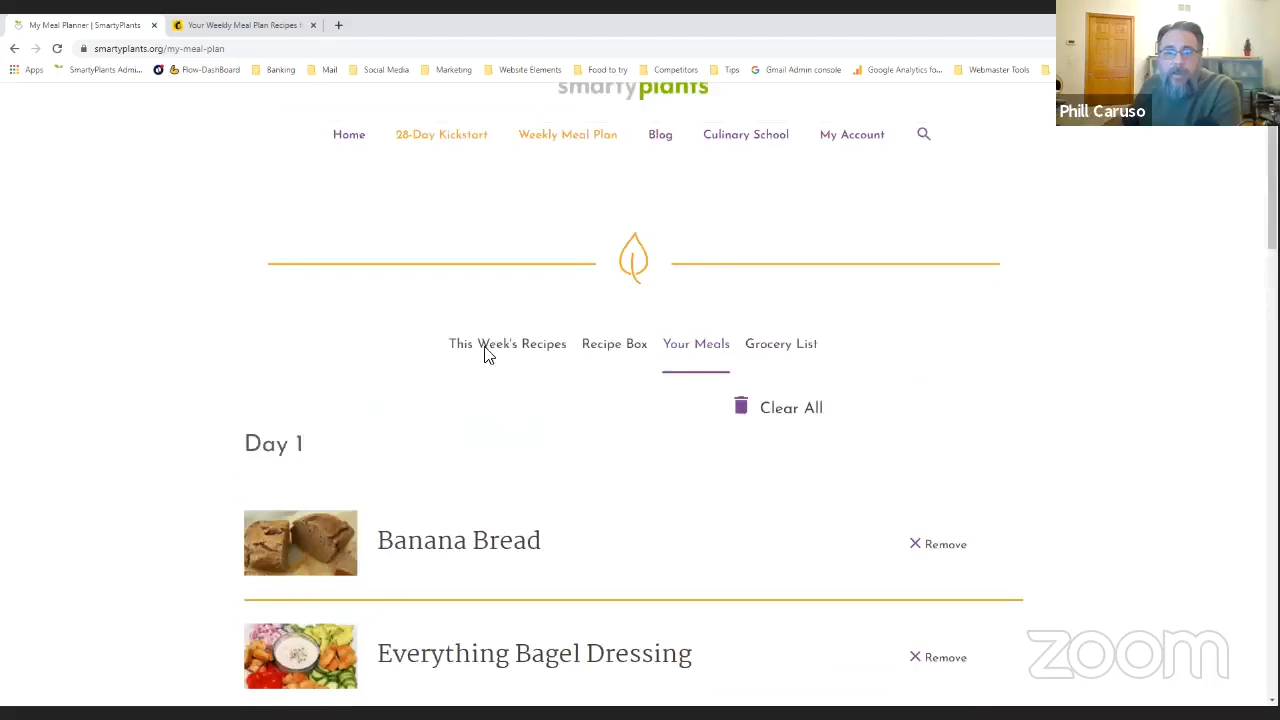 My Meal Planner | SmartyPlants
Your Weekly Meal Plan Recipes f
smartyplants.org/my-meal-plan
Apps SmartyPlants Admi... Flow-DashBoard Banking Mail Social Media Marketing Website Elements Food to try Competitors Tips Gmail Admin console Google Analytics fo... Webmaster Tools
Phill Caruso
smartyplants
Home 28-Day Kickstart Weekly Meal Plan Blog Culinary School My Account
This Week's Recipes Recipe Box Your Meals Grocery List
Clear All
Day 1
Banana Bread
Remove
Everything Bagel Dressing
Remove
zoom